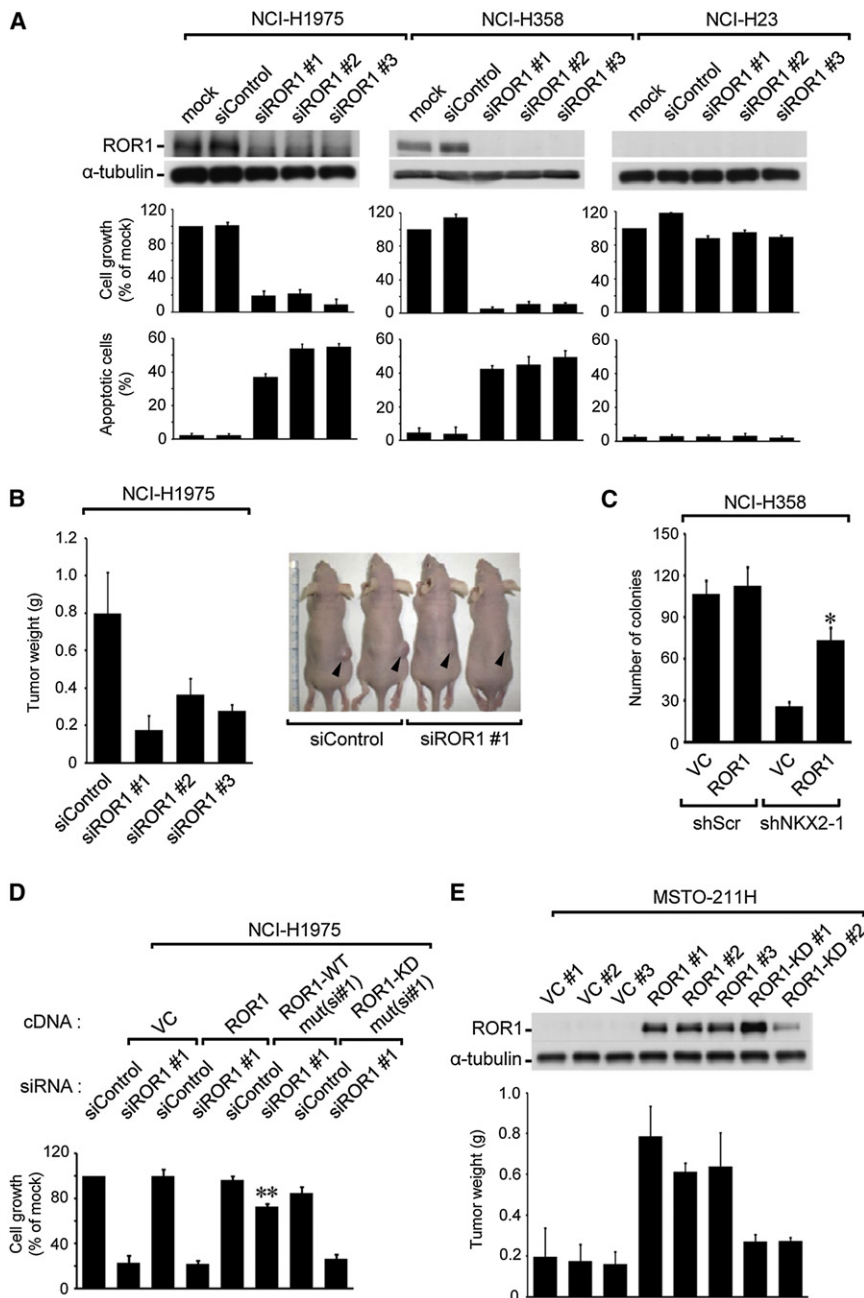 A
NCI-H1975 NCI-H358 NCI-H23
mock siControl siROR1 #1 siROR1 #2 siROR1 #3 mock siControl siROR1 #1 siROR1 #2 siROR1 #3 mock siControl siROR1 #1 siROR1 #2 siROR1 #3
ROR1
α-tubulin
Cell growth
(% of mock)
120 80 40 0
120 80 40 0
120 80 40 0
Apoptotic cells
(%)
60 40 20 0
60 40 20 0
60 40 20 0
B
NCI-H1975
Tumor weight (g)
1.2
1.0
0.8
0.6
0.4
0.2
0
siControl siROR1 #1 siROR1 #2 siROR1 #3
siControl siROR1 #1
C
NCI-H358
Number of colonies
150
120
90
60
30
0
*
VC ROR1 VC ROR1
shScr shNKX2-1
D
NCI-H1975
cDNA :
VC ROR1 ROR1-WT mut(si#1) ROR1-KD mut(si#1)
siRNA :
siControl siROR1 #1 siControl siROR1 #1 siControl siROR1 #1 siControl siROR1 #1
Cell growth
(% of mock)
120
80
40
0
**
E
MSTO-211H
VC #1 VC #2 VC #3 ROR1 #1 ROR1 #2 ROR1 #3 ROR1-KD #1 ROR1-KD #2
ROR1
α-tubulin
Tumor weight (g)
1.0
0.8
0.6
0.4
0.2
0